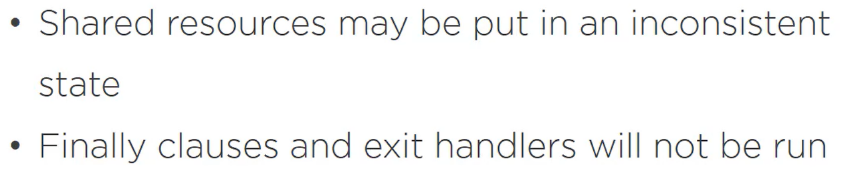 • Shared resources may be put in an inconsistent
state
• Finally clauses and exit handlers will not be run